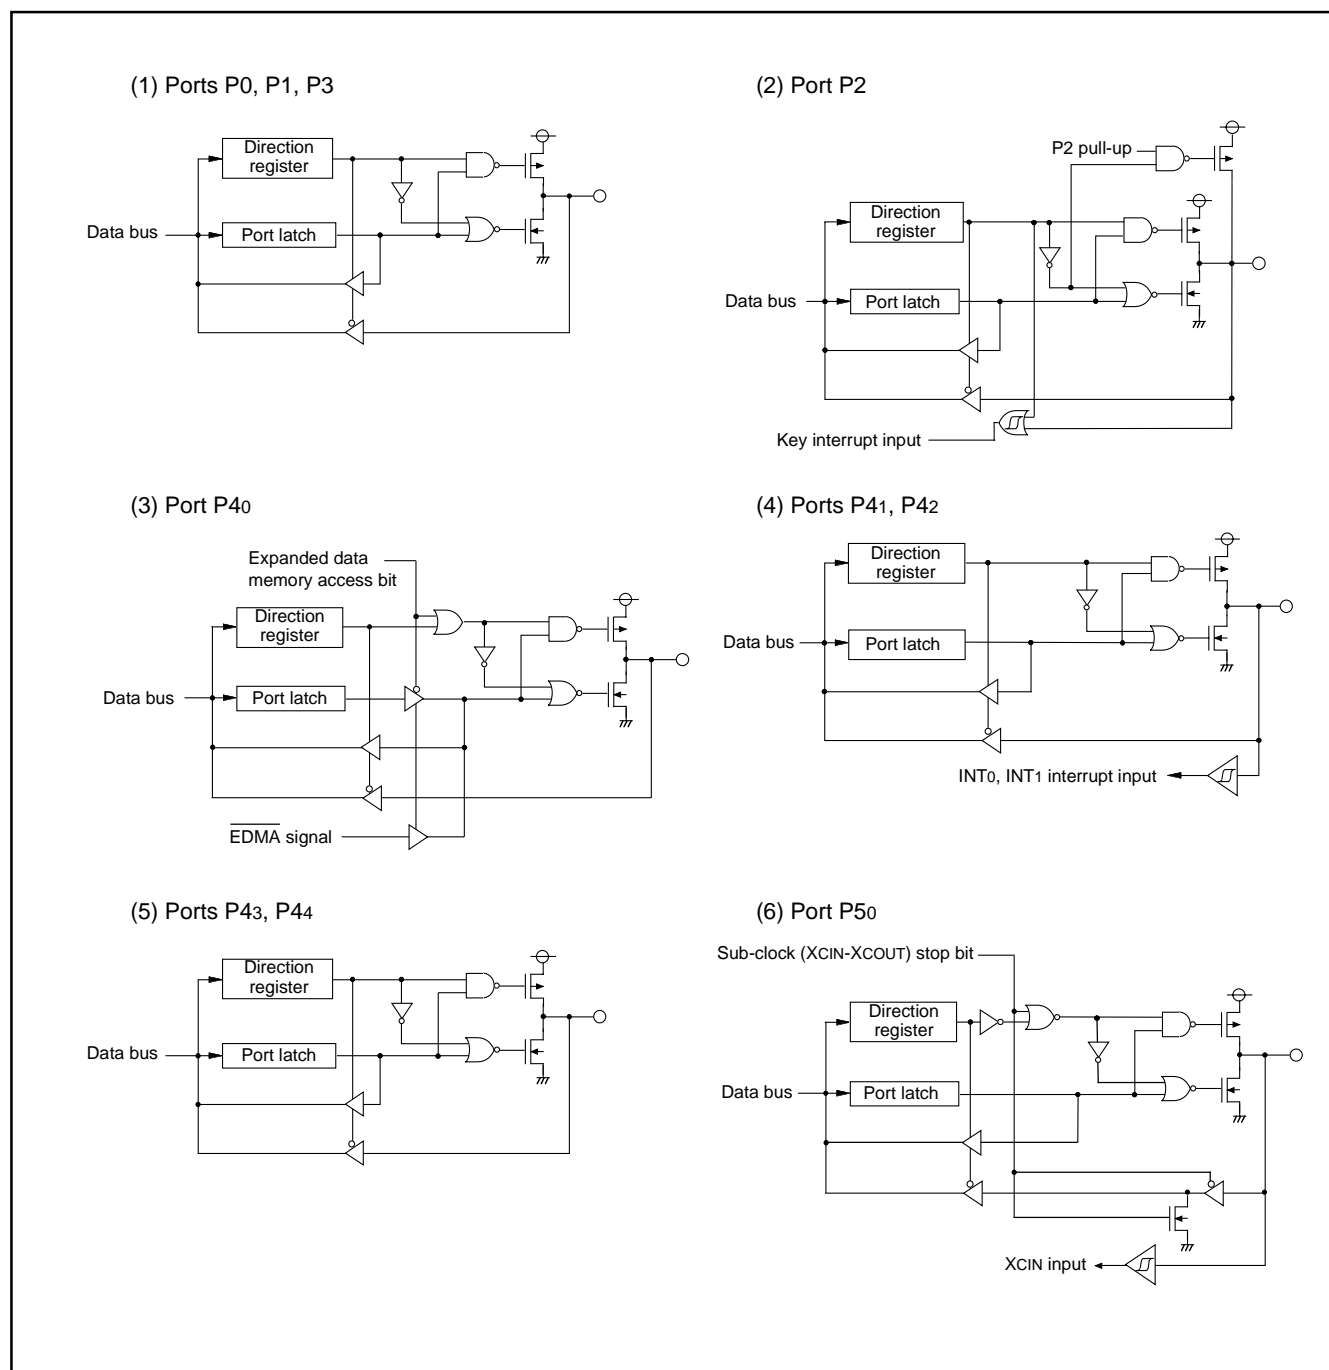 (1) Ports P0, P1, P3
Direction
register
Data bus
Port latch
(2) Port P2
P2 pull-up
Direction
register
Data bus
Port latch
Key interrupt input
(3) Port P40
Expanded data
memory access bit
Direction
register
Data bus
Port latch
EDMA signal
(4) Ports P41, P42
Direction
register
Data bus
Port latch
INT0, INT1 interrupt input
(5) Ports P43, P44
Direction
register
Data bus
Port latch
(6) Port P50
Sub-clock (XCIN-XCOUT) stop bit
Direction
register
Data bus
Port latch
XCIN input